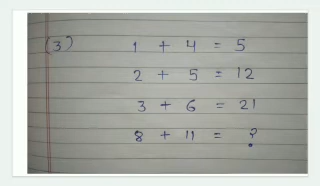 (3) 1 + 4 = 5
2 + 5 = 12
3 + 6 = 21
8 + 11 = ?